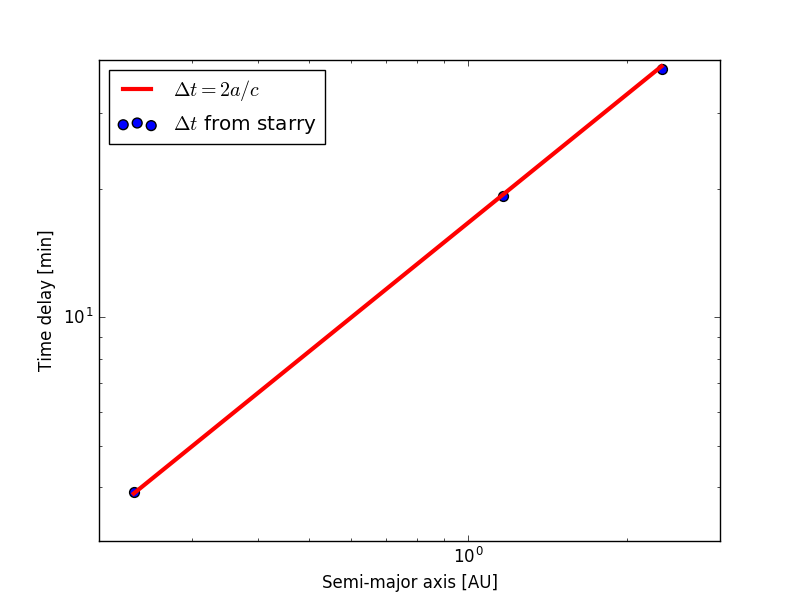 Δt = 2a/c
Δt from starry
Time delay [min]
10¹
10⁰
Semi-major axis [AU]